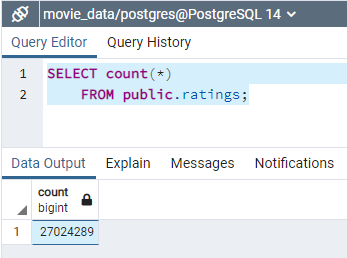 movie_data/postgres@PostgreSQL 14
Query Editor Query History
1 SELECT count(*)
2 FROM public.ratings;
Data Output Explain Messages Notifications
count
bigint
1 27024289